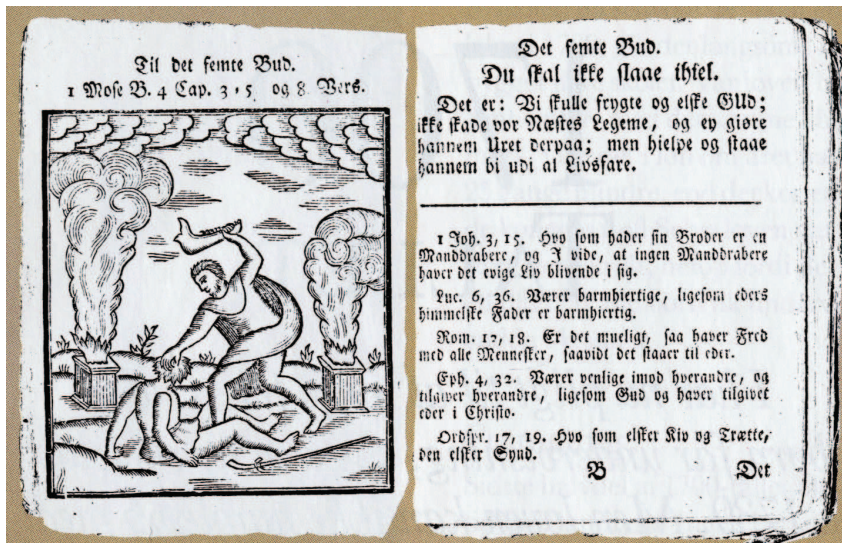 Til det femte Bud.
1 Mose B. 4 Cap. 3. 5. og 8. Vers.
Det femte Bud.
Du skal ikke slaae ihiel.
Det er: Vi skulle frygte og elske GUd;
ikke skade vor Næstes Legeme, og ey giøre
hannem Uret derpaa; men hielpe og staae
hannem bi udi al Livsfare.
1 Joh. 3, 15. Hvo som hader sin Broder er en
Manddrabere, og I vide, at ingen Manddrabere
haver det evige Liv blivende i sig.
Luc. 6, 36. Værer barmhiertige, ligesom eders
himmelske Fader er barmhiertig.
Rom. 12, 18. Er det mueligt, saa haver Fred
med alle Mennesker, saavidt det staaer til eder.
Eph. 4, 32. Værer venlige imod hverandre, og
tilgiver hverandre, ligesom Gud og haver tilgivet
eder i Christo.
Ordspr. 17, 19. Hvo som elsker Kiv og Trætte,
den elsker Synd.
B Det